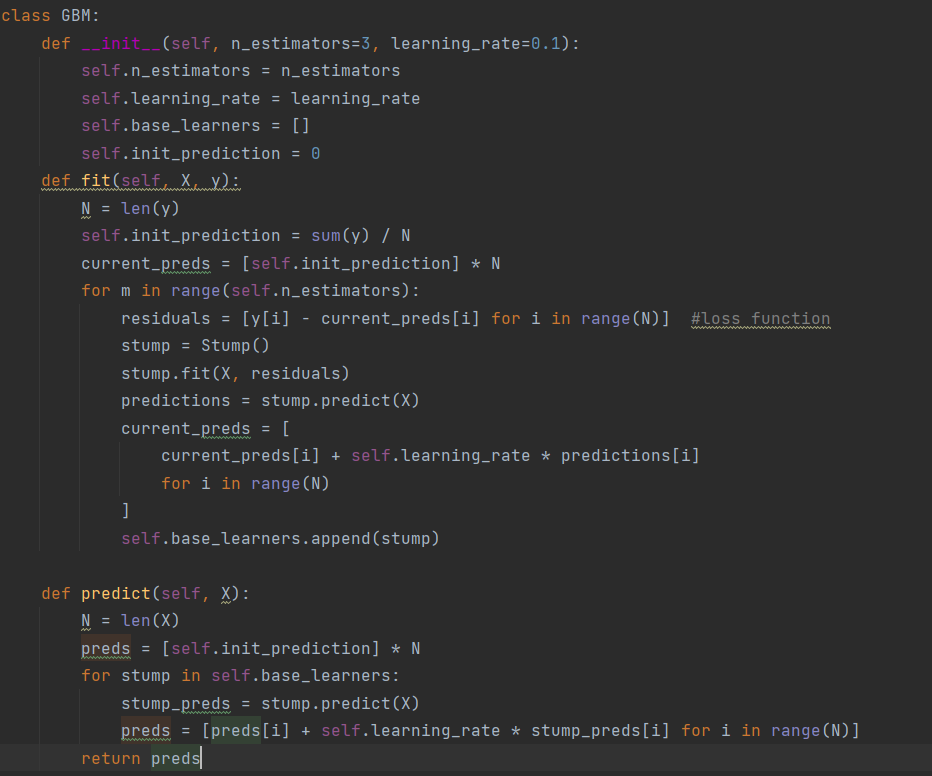 class GBM:
    def __init__(self, n_estimators=3, learning_rate=0.1):
        self.n_estimators = n_estimators
        self.learning_rate = learning_rate
        self.base_learners = []
        self.init_prediction = 0
    def fit(self, X, y):
        N = len(y)
        self.init_prediction = sum(y) / N
        current_preds = [self.init_prediction] * N
        for m in range(self.n_estimators):
            residuals = [y[i] - current_preds[i] for i in range(N)]  #loss function
            stump = Stump()
            stump.fit(X, residuals)
            predictions = stump.predict(X)
            current_preds = [
                current_preds[i] + self.learning_rate * predictions[i]
                for i in range(N)
            ]
            self.base_learners.append(stump)

    def predict(self, X):
        N = len(X)
        preds = [self.init_prediction] * N
        for stump in self.base_learners:
            stump_preds = stump.predict(X)
            preds = [preds[i] + self.learning_rate * stump_preds[i] for i in range(N)]
        return preds